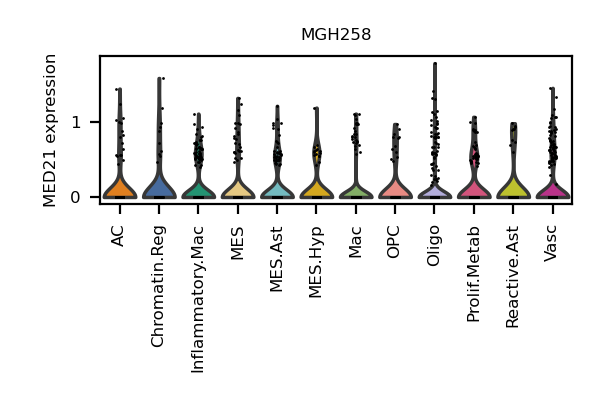 MGH258
MED21 expression
1
0
AC
Chromatin.Reg
Inflammatory.Mac
MES
MES.Ast
MES.Hyp
Mac
OPC
Oligo
Prolif.Metab
Reactive.Ast
Vasc